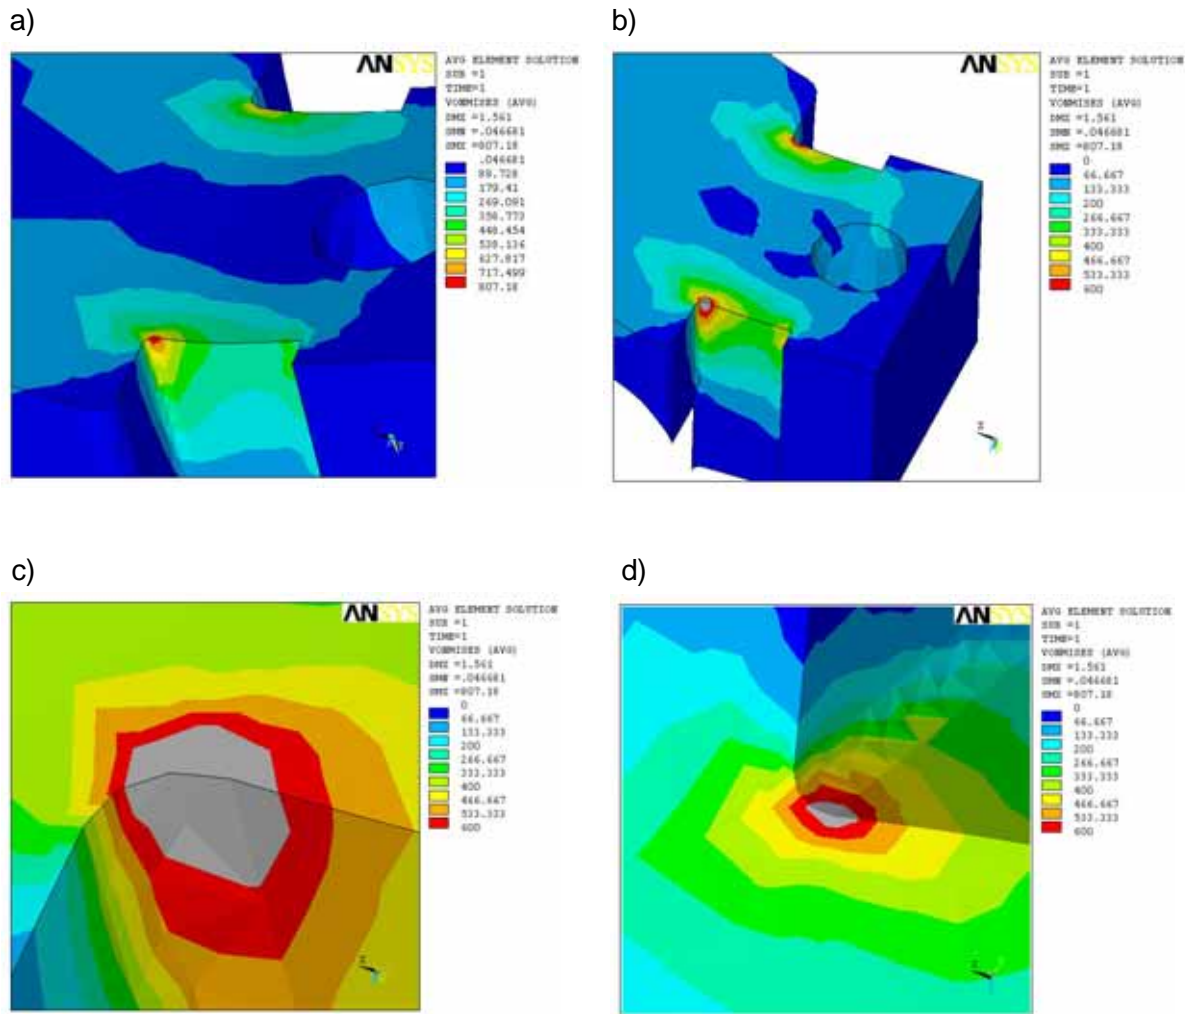 a)
b)
ANSYS
AVG ELEMENT SOLUTION
SUB =1
TIME=1
VONMISES (AVG)
DMX =1.561
SMN =.046681
SMX =807.18
.046681
89.728
179.41
269.091
358.773
448.454
538.136
627.817
717.499
807.18
ANSYS
AVG ELEMENT SOLUTION
SUB =1
TIME=1
VONMISES (AVG)
DMX =1.561
SMN =.046681
SMX =807.18
0
66.667
133.333
200
266.667
333.333
400
466.667
533.333
600
c)
d)
ANSYS
AVG ELEMENT SOLUTION
SUB =1
TIME=1
VONMISES (AVG)
DMX =1.561
SMN =.046681
SMX =807.18
0
66.667
133.333
200
266.667
333.333
400
466.667
533.333
600
ANSYS
AVG ELEMENT SOLUTION
SUB =1
TIME=1
VONMISES (AVG)
DMX =1.561
SMN =.046681
SMX =807.18
0
66.667
133.333
200
266.667
333.333
400
466.667
533.333
600